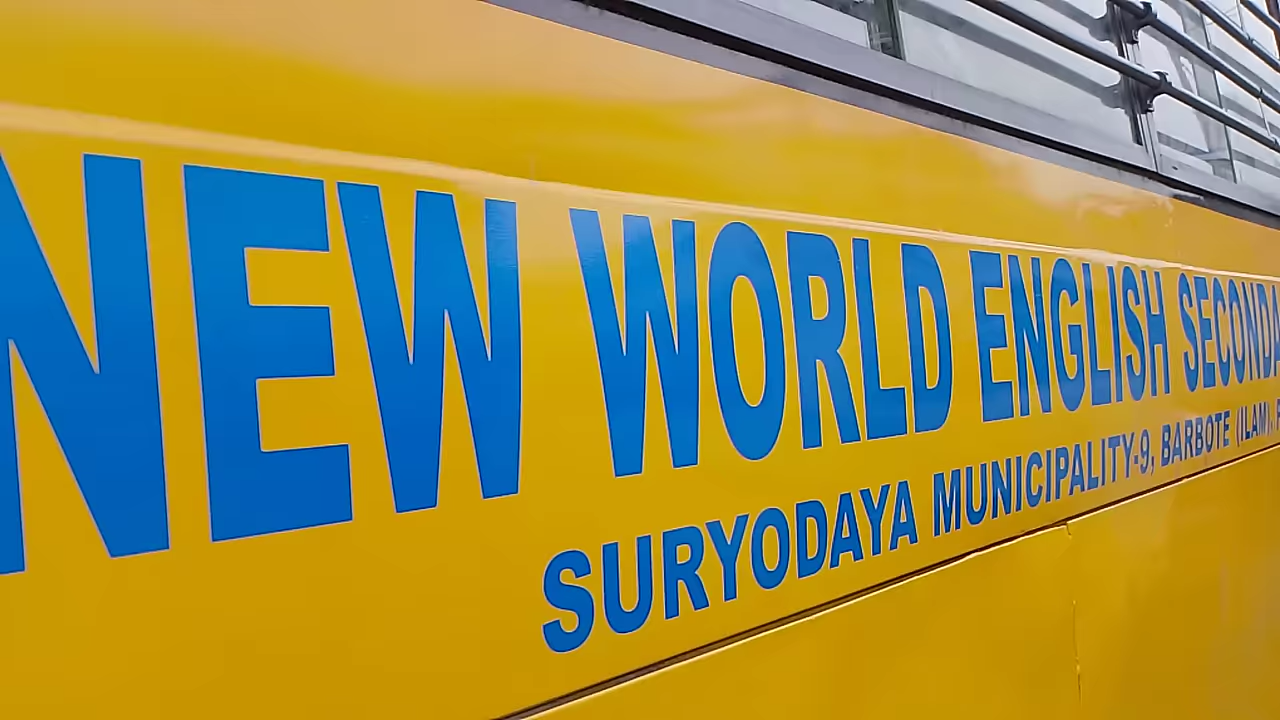 NEW WORLD ENGLISH
SURYODAYA MUNICIPALITY-9, BARBOTE (ILAM),